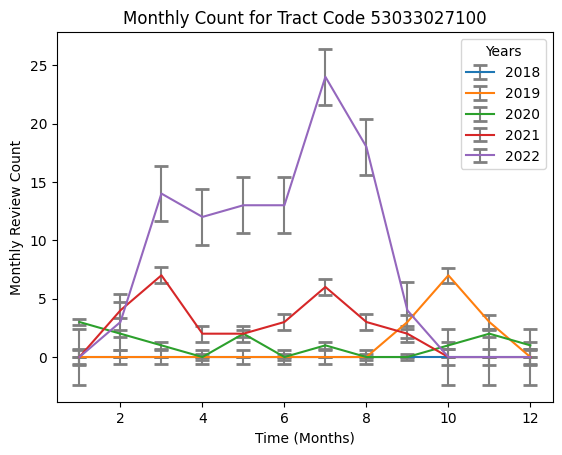 Monthly Count for Tract Code 53033027100
Years
2018
2019
2020
2021
2022
Monthly Review Count
25
20
15
10
5
0
2 4 6 8 10 12
Time (Months)